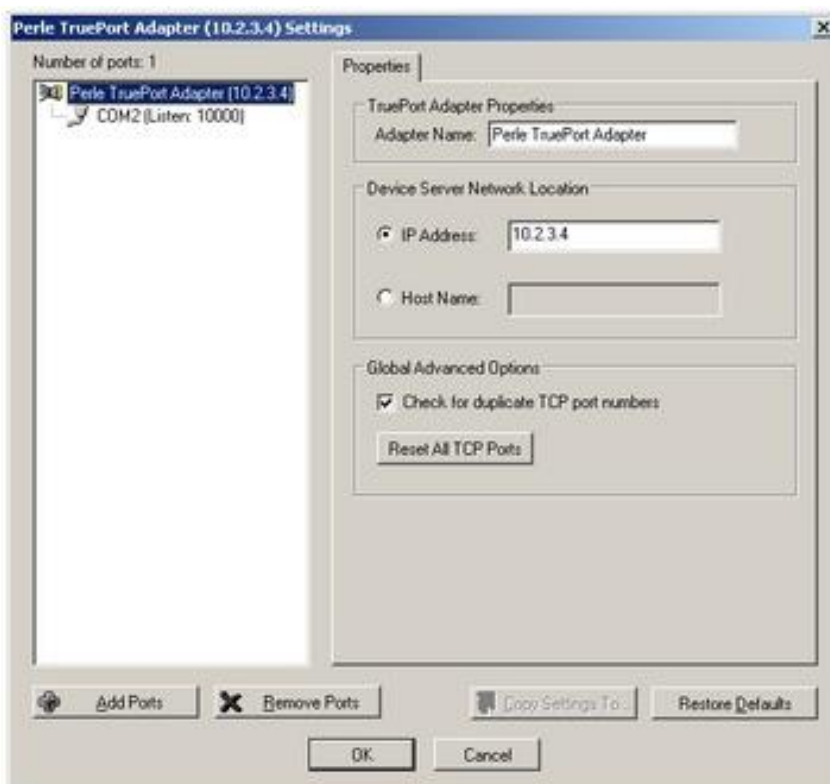 Perle TruePort Adapter (10.2.3.4) Settings
Number of ports: 1
Perle TruePort Adapter (10.2.3.4)
COM2 (Listen: 10000)
Properties
TruePort Adapter Properties
Adapter Name: Perle TruePort Adapter
Device Server Network Location
IP Address: 10.2.3.4
Host Name:
Global Advanced Options
Check for duplicate TCP port numbers
Reset All TCP Ports
Add Ports
Remove Ports
Copy Settings To...
Restore Defaults
OK
Cancel